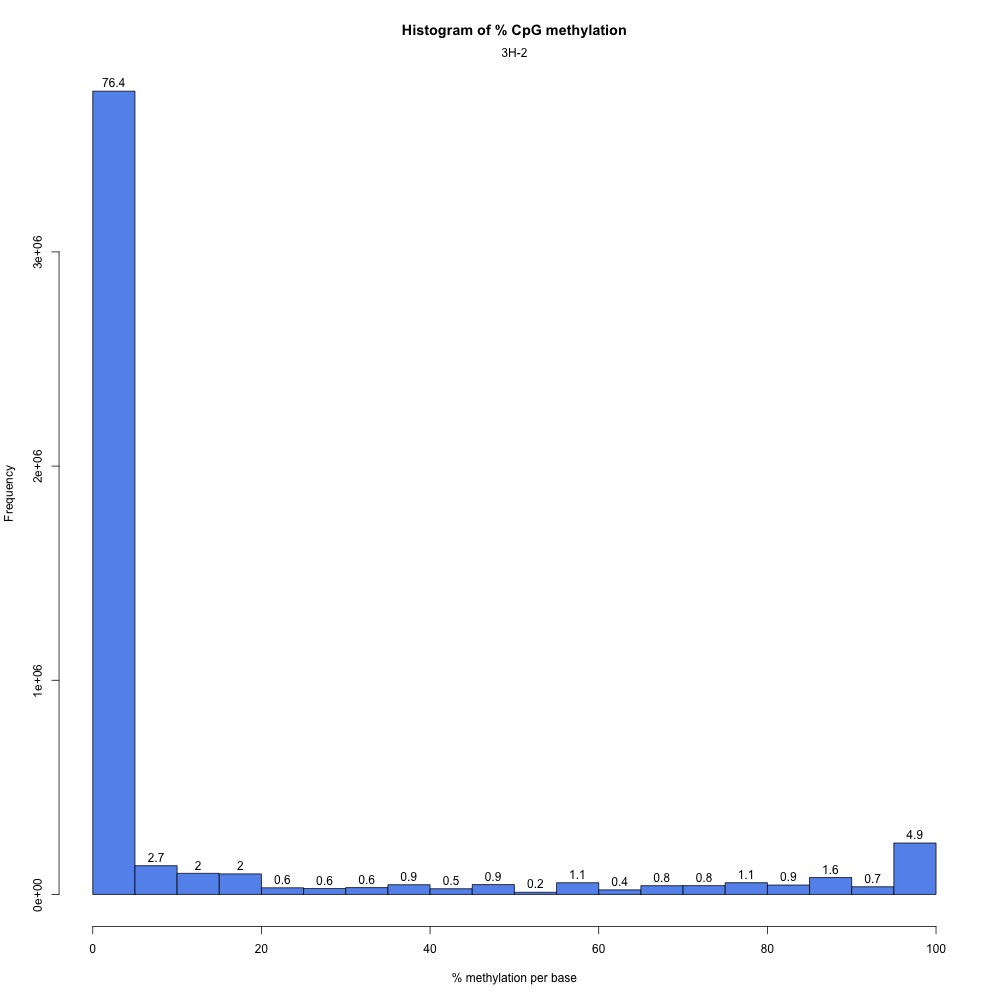 Histogram of % CpG methylation
3H-2
76.4
2.7
2
2
0.6
0.6
0.6
0.9
0.5
0.9
0.2
1.1
0.4
0.8
0.8
1.1
0.9
1.6
0.7
4.9
Frequency
3e+06
2e+06
1e+06
0e+00
0 20 40 60 80 100
% methylation per base